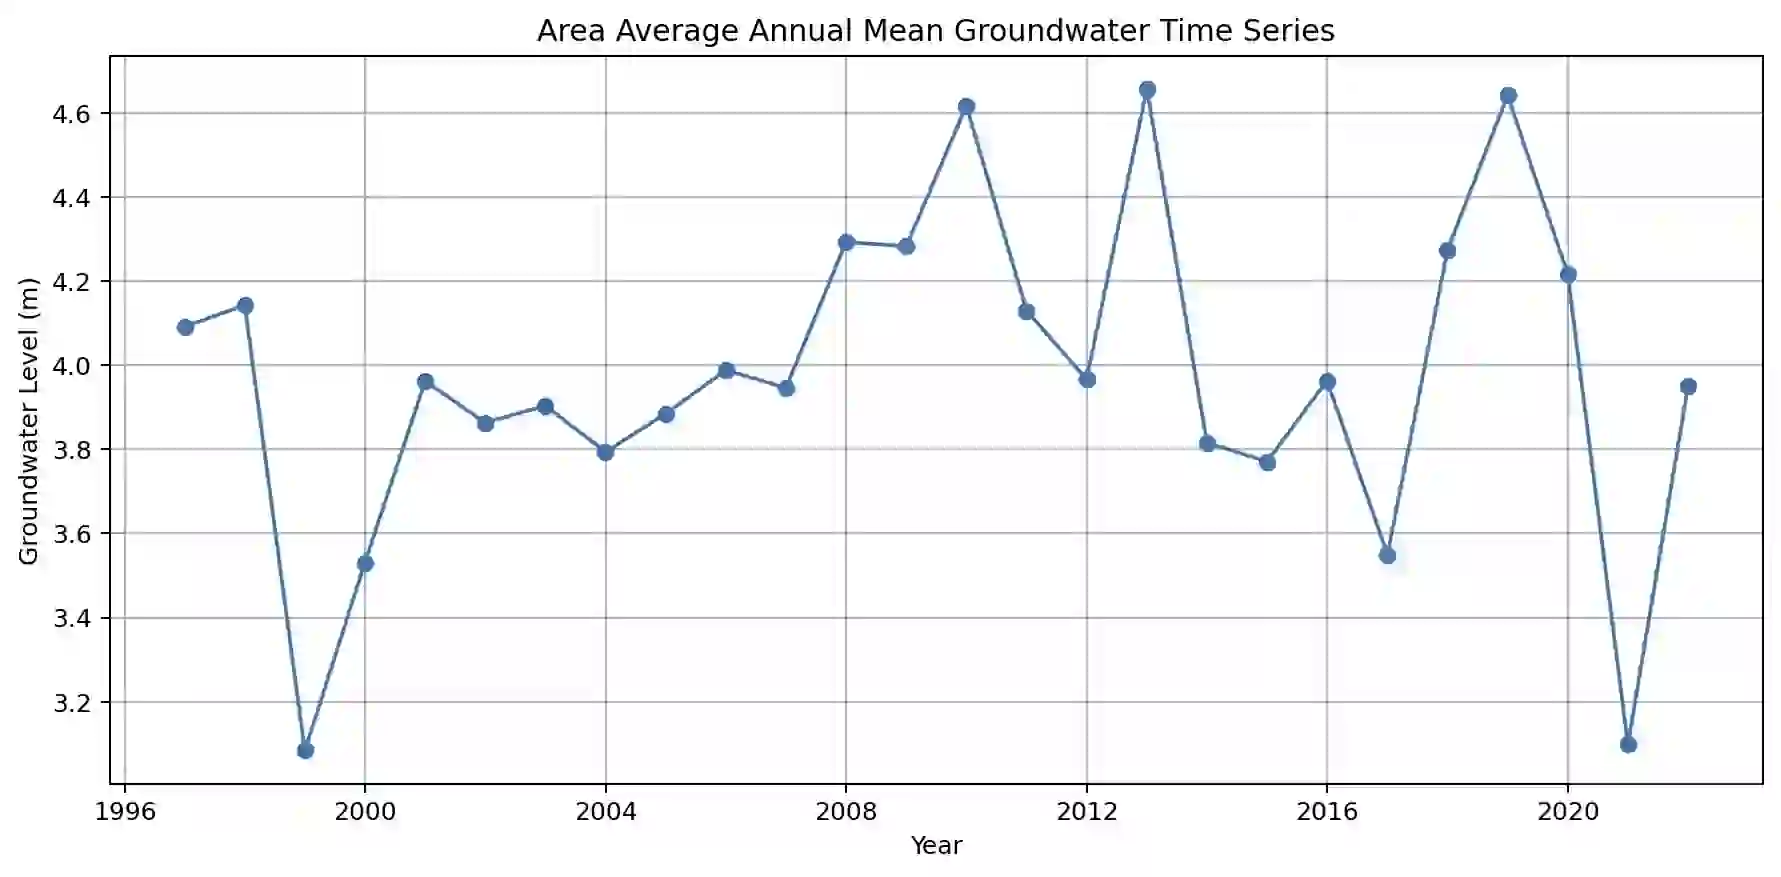 Area Average Annual Mean Groundwater Time Series
4.6
4.4
4.2
4.0
3.8
3.6
3.4
3.2
Groundwater Level (m)
1996 2000 2004 2008 2012 2016 2020
Year